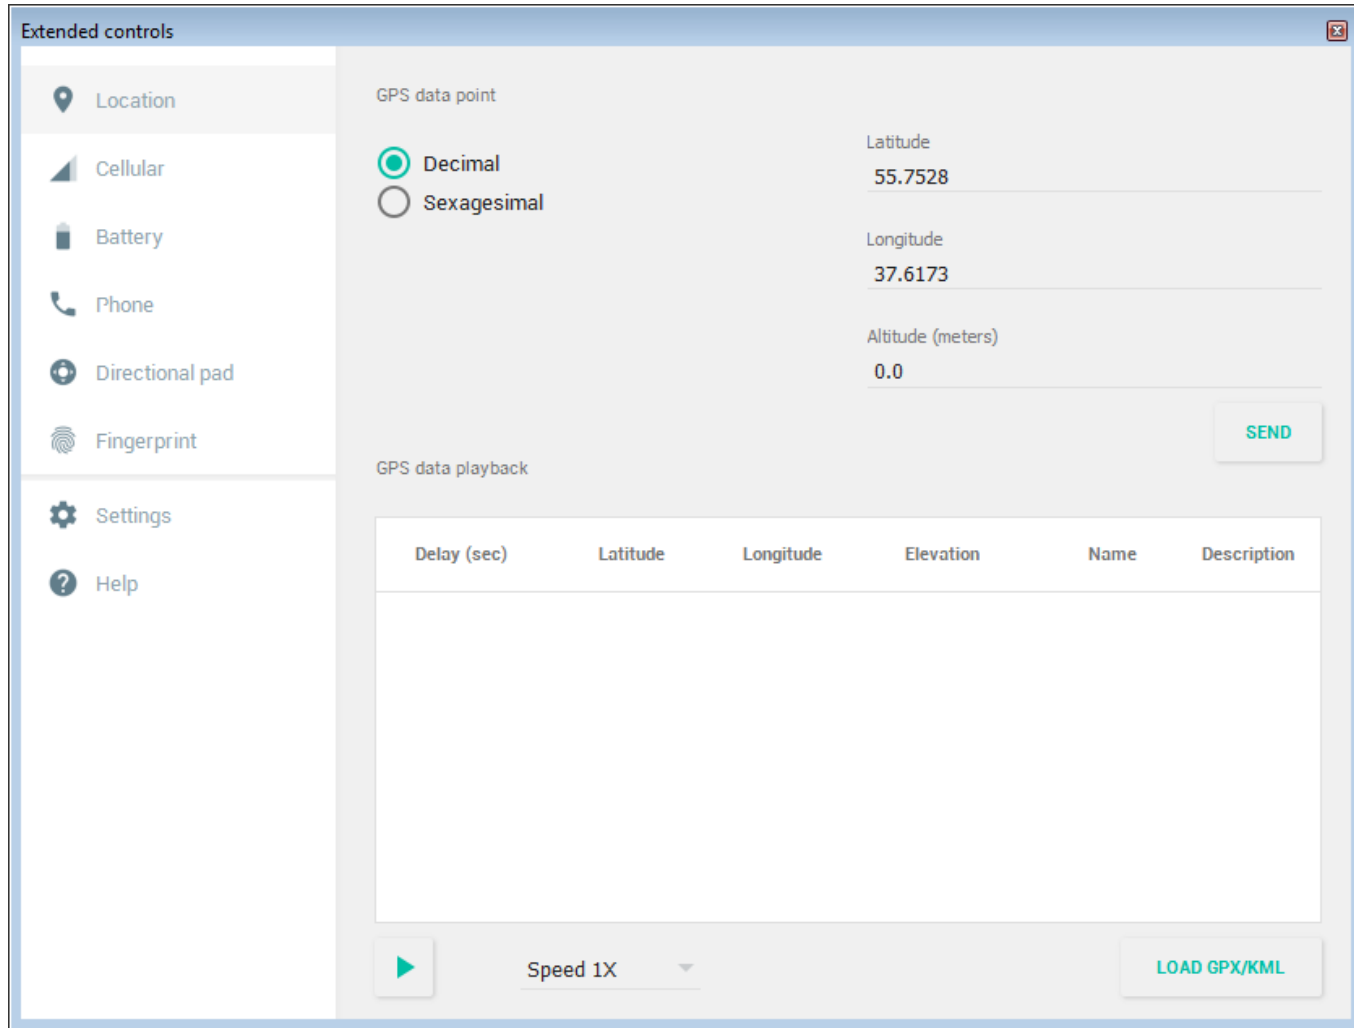 Extended controls
Location
Cellular
Battery
Phone
Directional pad
Fingerprint
Settings
Help
GPS data point
Decimal
Sexagesimal
Latitude
55.7528
Longitude
37.6173
Altitude (meters)
0.0
SEND
GPS data playback
Delay (sec) Latitude Longitude Elevation Name Description
Speed 1X
LOAD GPX/KML